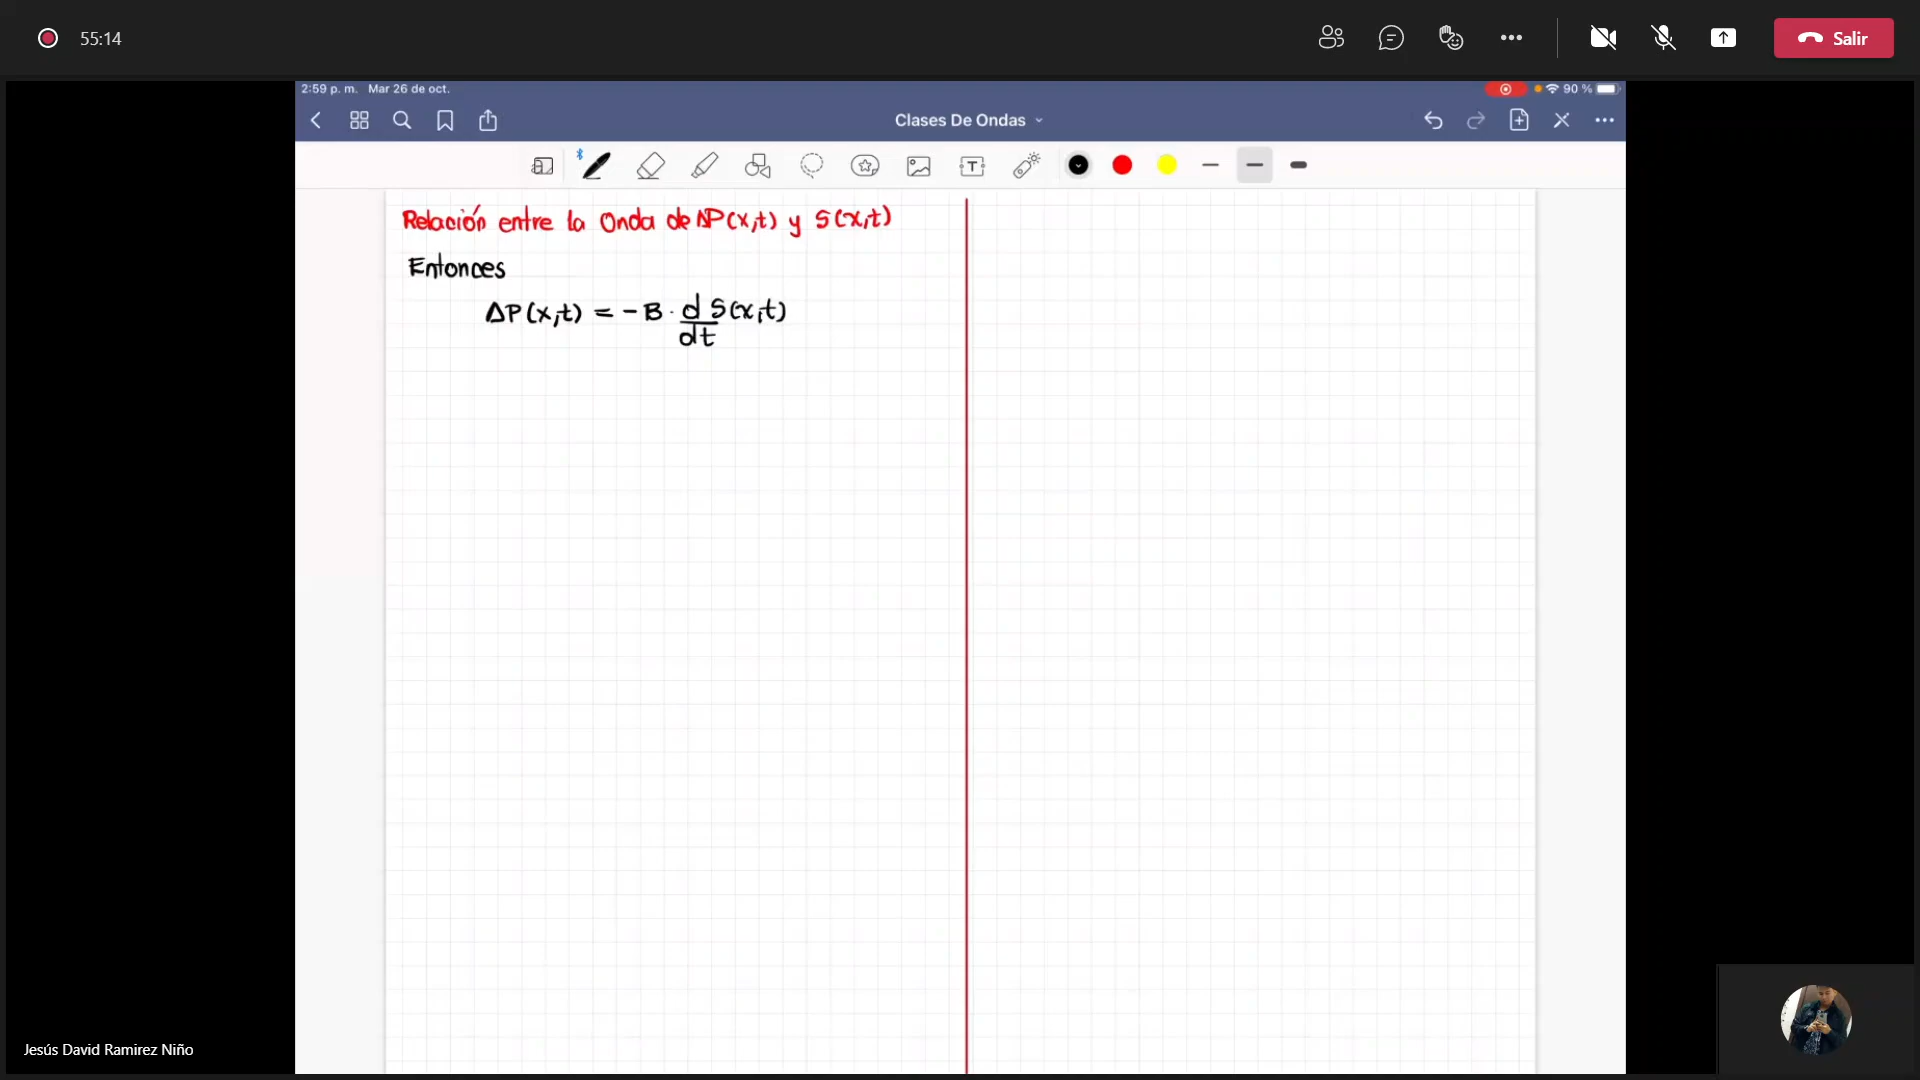 55:14
Salir
2:59 p. m. Mar 26 de oct.
90 %
Clases De Ondas
Relación entre la Onda de ΔP(x,t) y S(x,t)
Entonces
ΔP(x,t) = - B · d S(x,t)
dt
Jesús David Ramirez Niño